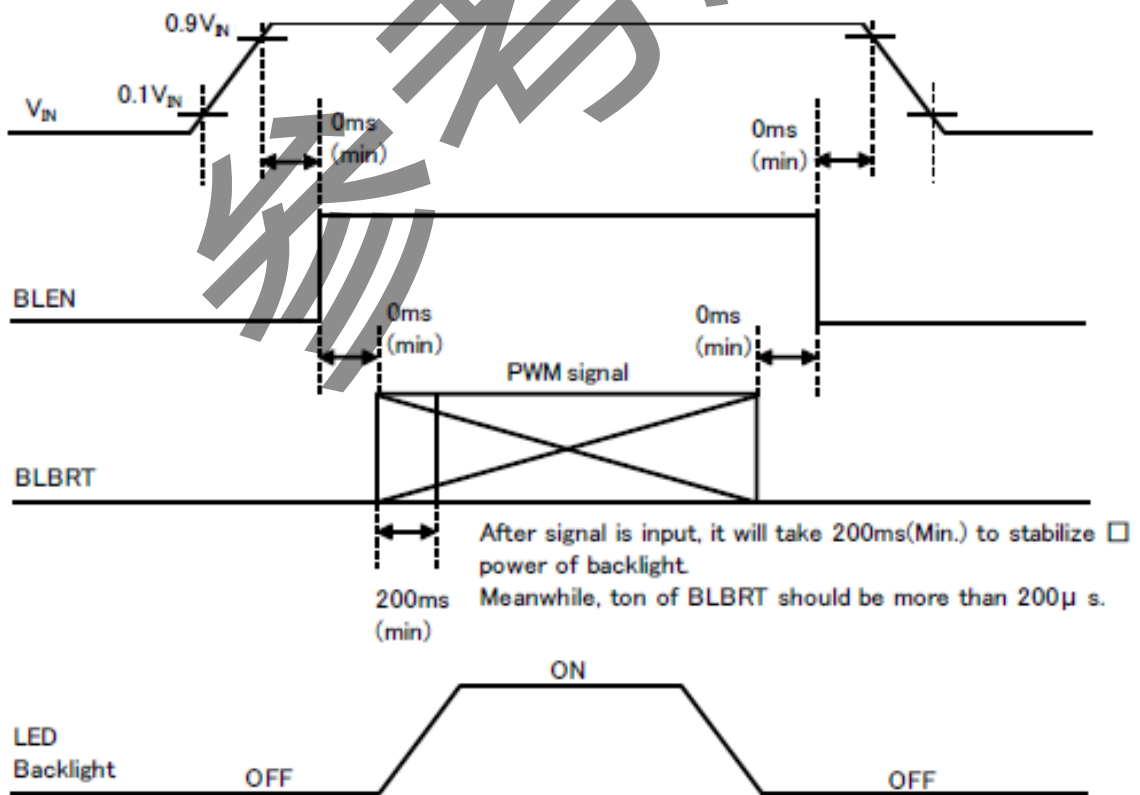 0.9VIN
0.1VIN
VIN
0ms
(min)
0ms
(min)
BLEN
0ms
(min)
0ms
(min)
PWM signal
BLBRT
After signal is input, it will take 200ms(Min.) to stabilize □
power of backlight.
200ms
(min)
Meanwhile, ton of BLBRT should be more than 200μ s.
ON
LED
Backlight
OFF
OFF
参考